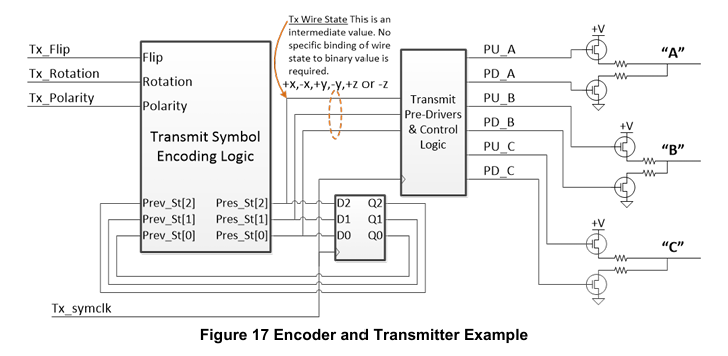 Tx Wire State This is an
intermediate value. No
specific binding of wire
state to binary value is
required.
+x,-x,+y,-y,+z or -z
Tx_Flip
Tx_Rotation
Tx_Polarity
Flip
Rotation
Polarity
Transmit Symbol
Encoding Logic
Prev_St[2] Pres_St[2]
Prev_St[1] Pres_St[1]
Prev_St[0] Pres_St[0]
D2 Q2
D1 Q1
D0 Q0
Tx_symclk
Transmit
Pre-Drivers
& Control
Logic
PU_A
PD_A
PU_B
PD_B
PU_C
PD_C
+V
"A"
+V
"B"
+V
"C"
Figure 17 Encoder and Transmitter Example